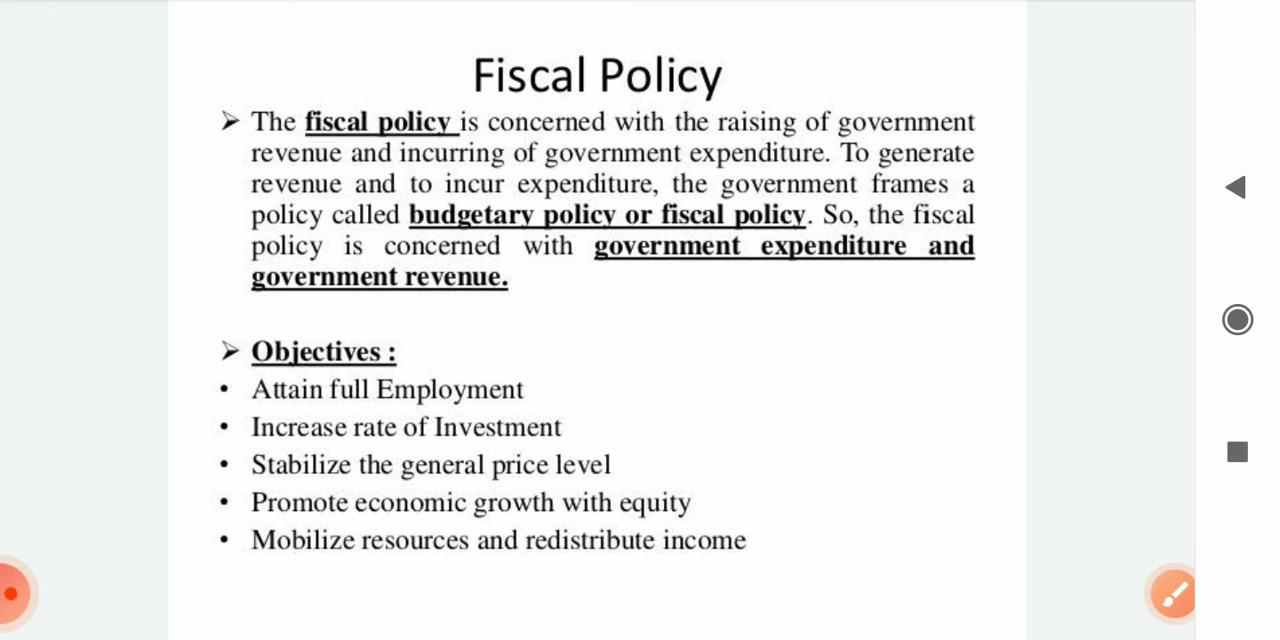 Fiscal Policy
➢ The fiscal policy is concerned with the raising of government
revenue and incurring of government expenditure. To generate
revenue and to incur expenditure, the government frames a
policy called budgetary policy or fiscal policy. So, the fiscal
policy is concerned with government expenditure and
government revenue.
➢ Objectives :
• Attain full Employment
• Increase rate of Investment
• Stabilize the general price level
• Promote economic growth with equity
• Mobilize resources and redistribute income